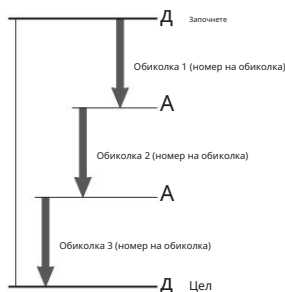 Д Започнете
Обиколка 1 (номер на обиколка)
А
Обиколка 2 (номер на обиколка)
А
Обиколка 3 (номер на обиколка)
Д Цел